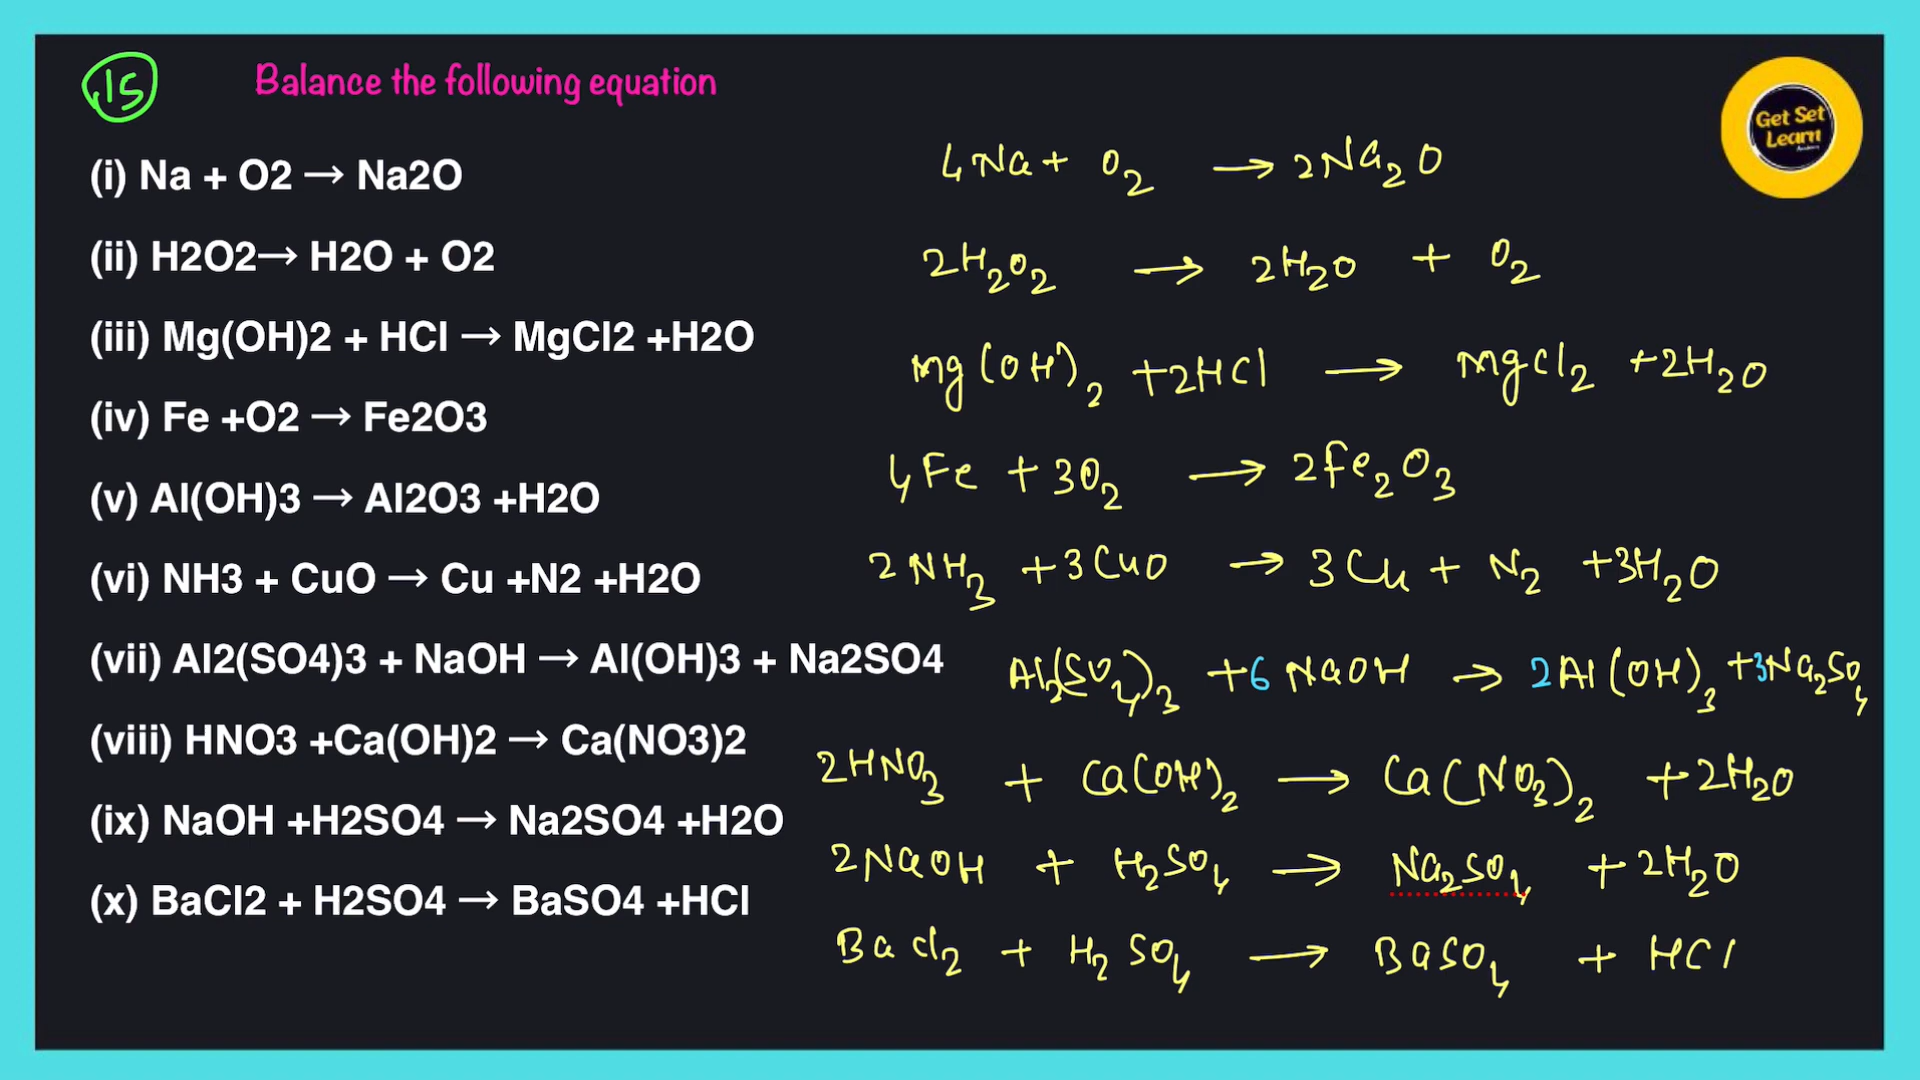 15 Balance the following equation
Get Set
Learn
Academy
(i) Na + O2 → Na2O
4Na + O2 → 2Na2O
(ii) H2O2→ H2O + O2
2H2O2 → 2H2O + O2
(iii) Mg(OH)2 + HCl → MgCl2 +H2O
Mg(OH)2 +2HCl → MgCl2 +2H2O
(iv) Fe +O2 → Fe2O3
4Fe + 3O2 → 2Fe2O3
(v) Al(OH)3 → Al2O3 +H2O
(vi) NH3 + CuO → Cu +N2 +H2O
2NH3 +3CuO → 3Cu + N2 +3H2O
(vii) Al2(SO4)3 + NaOH → Al(OH)3 + Na2SO4
Al2(SO4)3 +6NaOH → 2Al(OH)3 +3Na2SO4
(viii) HNO3 +Ca(OH)2 → Ca(NO3)2
2HNO3 + Ca(OH)2 → Ca(NO3)2 +2H2O
(ix) NaOH +H2SO4 → Na2SO4 +H2O
2NaOH + H2SO4 → Na2SO4 + 2H2O
(x) BaCl2 + H2SO4 → BaSO4 +HCl
BaCl2 + H2SO4 → BaSO4 + HCl